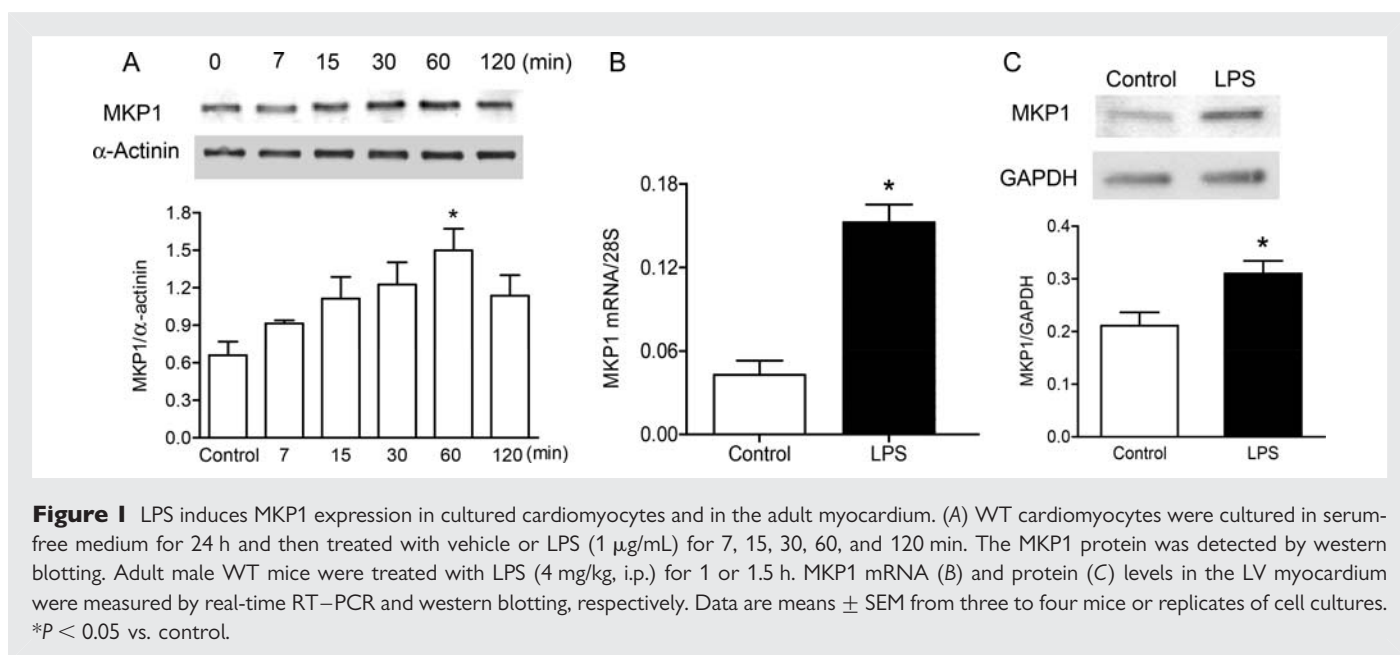 A 0 7 15 30 60 120 (min)
MKP1
α-Actinin
1.8
1.5
1.2
0.9
0.6
0.3
0.0
MKP1/α-actinin
*
Control 7 15 30 60 120 (min)
B
0.18
0.12
0.06
0.00
MKP1 mRNA/28S
*
Control LPS
C
Control LPS
MKP1
GAPDH
0.4
0.3
0.2
0.1
0.0
MKP1/GAPDH
*
Control LPS
Figure 1 LPS induces MKP1 expression in cultured cardiomyocytes and in the adult myocardium. (A) WT cardiomyocytes were cultured in serum-
free medium for 24 h and then treated with vehicle or LPS (1 μg/mL) for 7, 15, 30, 60, and 120 min. The MKP1 protein was detected by western
blotting. Adult male WT mice were treated with LPS (4 mg/kg, i.p.) for 1 or 1.5 h. MKP1 mRNA (B) and protein (C) levels in the LV myocardium
were measured by real-time RT–PCR and western blotting, respectively. Data are means ± SEM from three to four mice or replicates of cell cultures.
*P < 0.05 vs. control.